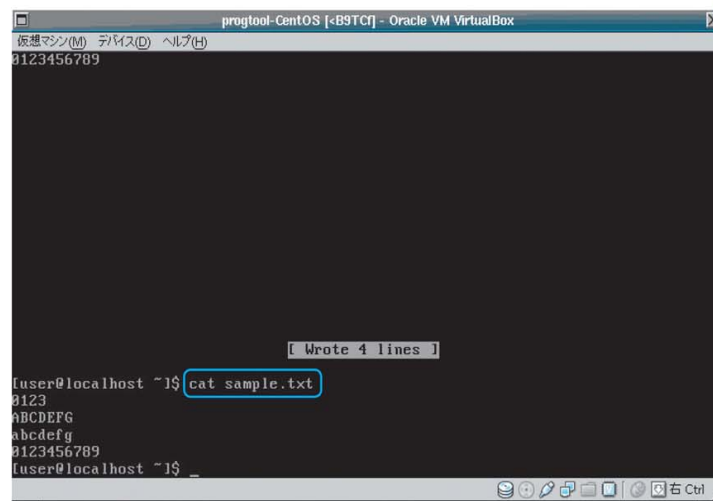 progtool-CentOS [<B9TCf] - Oracle VM VirtualBox
仮想マシン(M) デバイス(D) ヘルプ(H)
0123456789
[ Wrote 4 lines ]
[user@localhost ~]$ cat sample.txt
0123
ABCDEFG
abcdefg
0123456789
[user@localhost ~]$ _
右 Ctrl